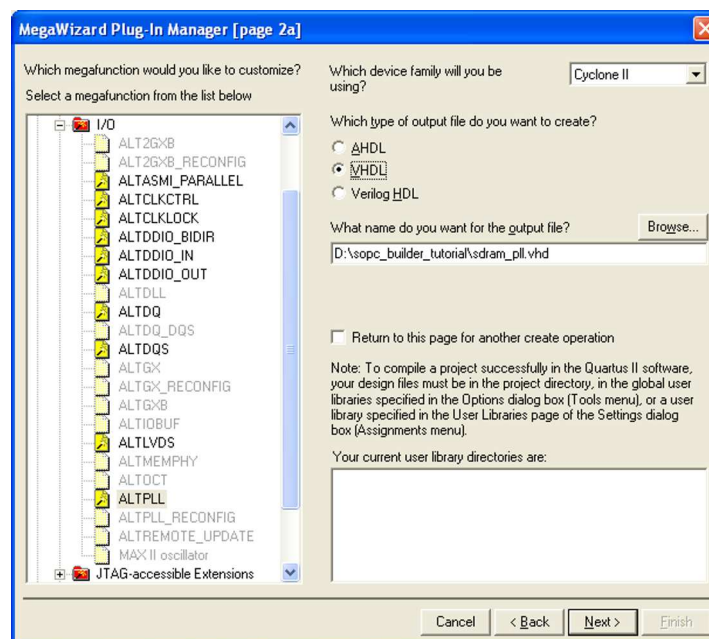 MegaWizard Plug-In Manager [page 2a]
Which megafunction would you like to customize?
Select a megafunction from the list below
I/O
ALT2GXB
ALT2GXB_RECONFIG
ALTASMI_PARALLEL
ALTCLKCTRL
ALTCLKLOCK
ALTDDIO_BIDIR
ALTDDIO_IN
ALTDDIO_OUT
ALTDLL
ALTDQ
ALTDQ_DQS
ALTDQS
ALTGX
ALTGX_RECONFIG
ALTGXB
ALTIOBUF
ALTLVDS
ALTMEMPHY
ALTOCT
ALTPLL
ALTPLL_RECONFIG
ALTREMOTE_UPDATE
MAX II oscillator
JTAG-accessible Extensions
Which device family will you be
using?
Cyclone II
Which type of output file do you want to create?
AHDL
VHDL
Verilog HDL
What name do you want for the output file?
Browse...
D:\sopc_builder_tutorial\sdram_pll.vhd
Return to this page for another create operation
Note: To compile a project successfully in the Quartus II software,
your design files must be in the project directory, in the global user
libraries specified in the Options dialog box (Tools menu), or a user
library specified in the User Libraries page of the Settings dialog
box (Assignments menu).
Your current user library directories are:
Cancel
< Back
Next >
Finish